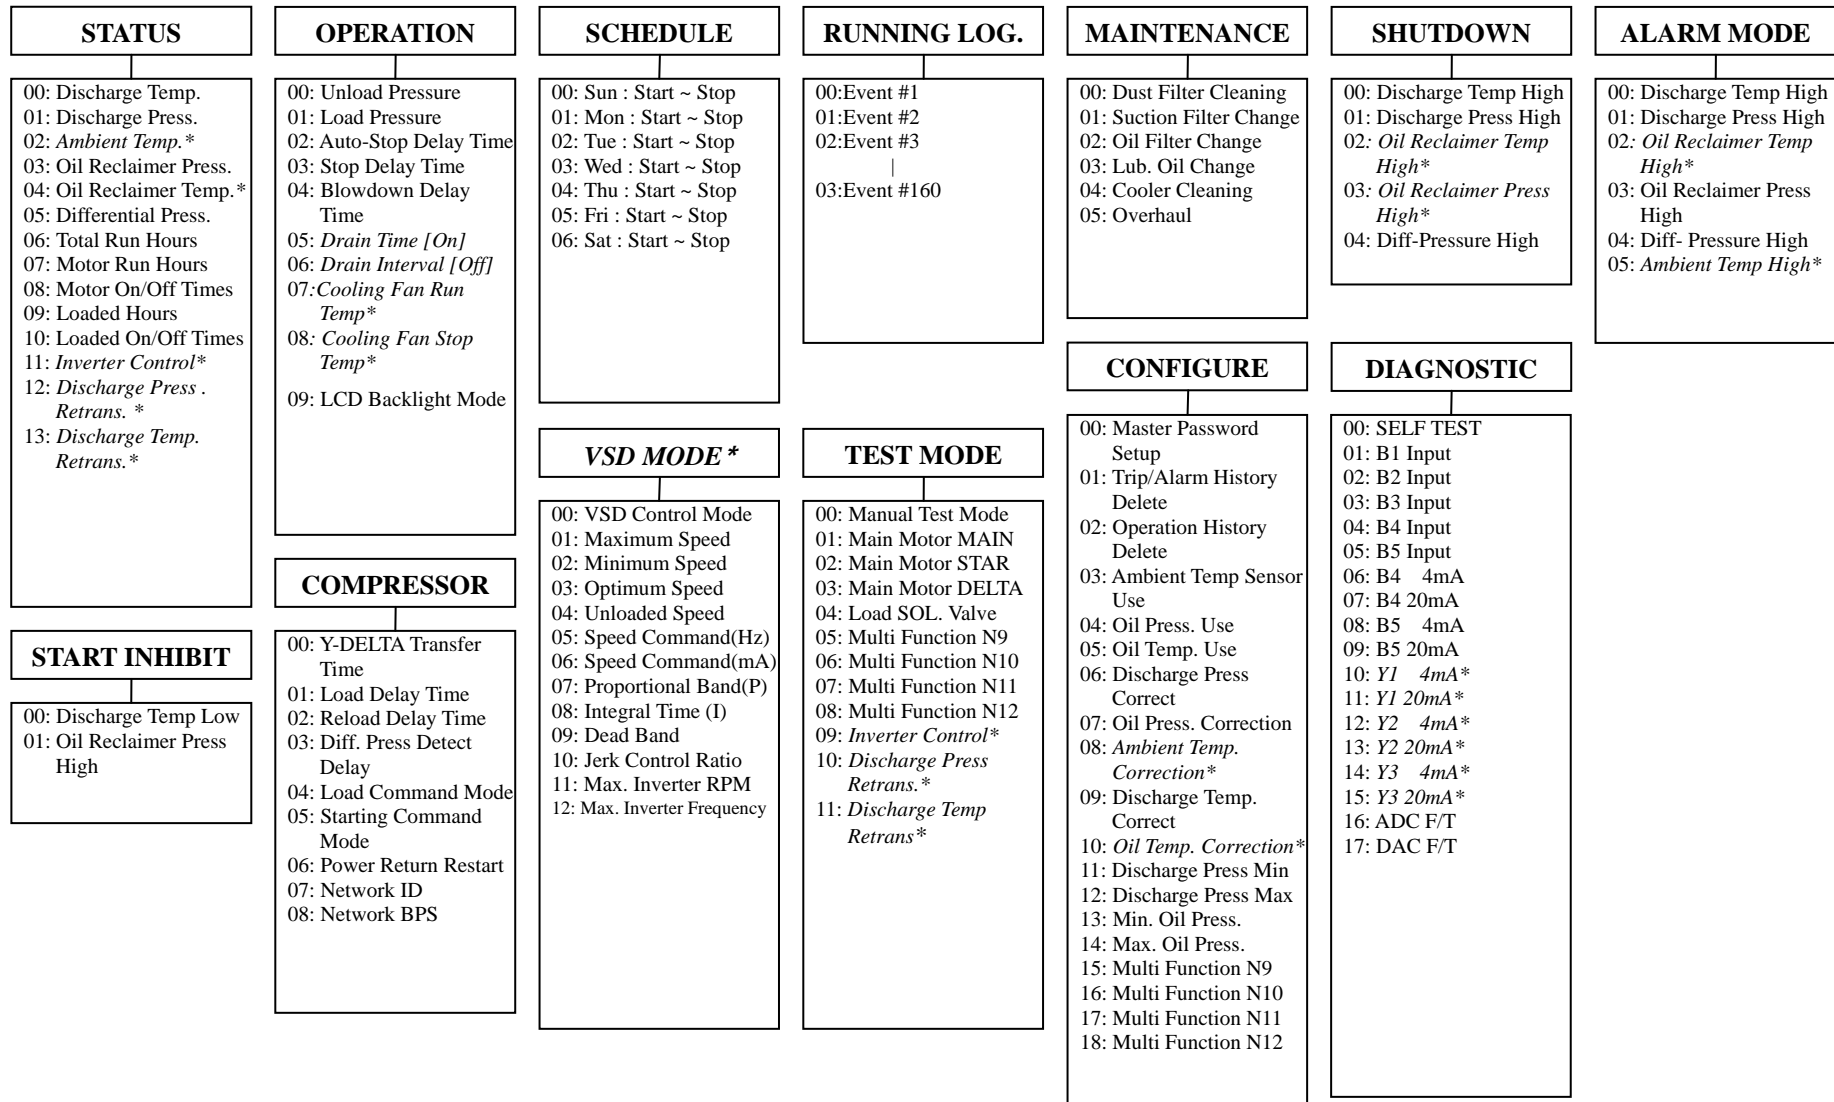 STATUS
00: Discharge Temp.
01: Discharge Press.
02: Ambient Temp.*
03: Oil Reclaimer Press.
04: Oil Reclaimer Temp.*
05: Differential Press.
06: Total Run Hours
07: Motor Run Hours
08: Motor On/Off Times
09: Loaded Hours
10: Loaded On/Off Times
11: Inverter Control*
12: Discharge Press .
Retrans. *
13: Discharge Temp.
Retrans.*
START INHIBIT
00: Discharge Temp Low
01: Oil Reclaimer Press
High
OPERATION
00: Unload Pressure
01: Load Pressure
02: Auto-Stop Delay Time
03: Stop Delay Time
04: Blowdown Delay
Time
05: Drain Time [On]
06: Drain Interval [Off]
07:Cooling Fan Run
Temp*
08: Cooling Fan Stop
Temp*
09: LCD Backlight Mode
COMPRESSOR
00: Y-DELTA Transfer
Time
01: Load Delay Time
02: Reload Delay Time
03: Diff. Press Detect
Delay
04: Load Command Mode
05: Starting Command
Mode
06: Power Return Restart
07: Network ID
08: Network BPS
SCHEDULE
00: Sun : Start ~ Stop
01: Mon : Start ~ Stop
02: Tue : Start ~ Stop
03: Wed : Start ~ Stop
04: Thu : Start ~ Stop
05: Fri : Start ~ Stop
06: Sat : Start ~ Stop
VSD MODE*
00: VSD Control Mode
01: Maximum Speed
02: Minimum Speed
03: Optimum Speed
04: Unloaded Speed
05: Speed Command(Hz)
06: Speed Command(mA)
07: Proportional Band(P)
08: Integral Time (I)
09: Dead Band
10: Jerk Control Ratio
11: Max. Inverter RPM
12: Max. Inverter Frequency
RUNNING LOG.
00:Event #1
01:Event #2
02:Event #3
|
03:Event #160
TEST MODE
00: Manual Test Mode
01: Main Motor MAIN
02: Main Motor STAR
03: Main Motor DELTA
04: Load SOL. Valve
05: Multi Function N9
06: Multi Function N10
07: Multi Function N11
08: Multi Function N12
09: Inverter Control*
10: Discharge Press
Retrans.*
11: Discharge Temp
Retrans*
MAINTENANCE
00: Dust Filter Cleaning
01: Suction Filter Change
02: Oil Filter Change
03: Lub. Oil Change
04: Cooler Cleaning
05: Overhaul
CONFIGURE
00: Master Password
Setup
01: Trip/Alarm History
Delete
02: Operation History
Delete
03: Ambient Temp Sensor
Use
04: Oil Press. Use
05: Oil Temp. Use
06: Discharge Press
Correct
07: Oil Press. Correction
08: Ambient Temp.
Correction*
09: Discharge Temp.
Correct
10: Oil Temp. Correction*
11: Discharge Press Min
12: Discharge Press Max
13: Min. Oil Press.
14: Max. Oil Press.
15: Multi Function N9
16: Multi Function N10
17: Multi Function N11
18: Multi Function N12
SHUTDOWN
00: Discharge Temp High
01: Discharge Press High
02: Oil Reclaimer Temp
High*
03: Oil Reclaimer Press
High*
04: Diff-Pressure High
DIAGNOSTIC
00: SELF TEST
01: B1 Input
02: B2 Input
03: B3 Input
04: B4 Input
05: B5 Input
06: B4 4mA
07: B4 20mA
08: B5 4mA
09: B5 20mA
10: Y1 4mA*
11: Y1 20mA*
12: Y2 4mA*
13: Y2 20mA*
14: Y3 4mA*
15: Y3 20mA*
16: ADC F/T
17: DAC F/T
ALARM MODE
00: Discharge Temp High
01: Discharge Press High
02: Oil Reclaimer Temp
High*
03: Oil Reclaimer Press
High
04: Diff- Pressure High
05: Ambient Temp High*